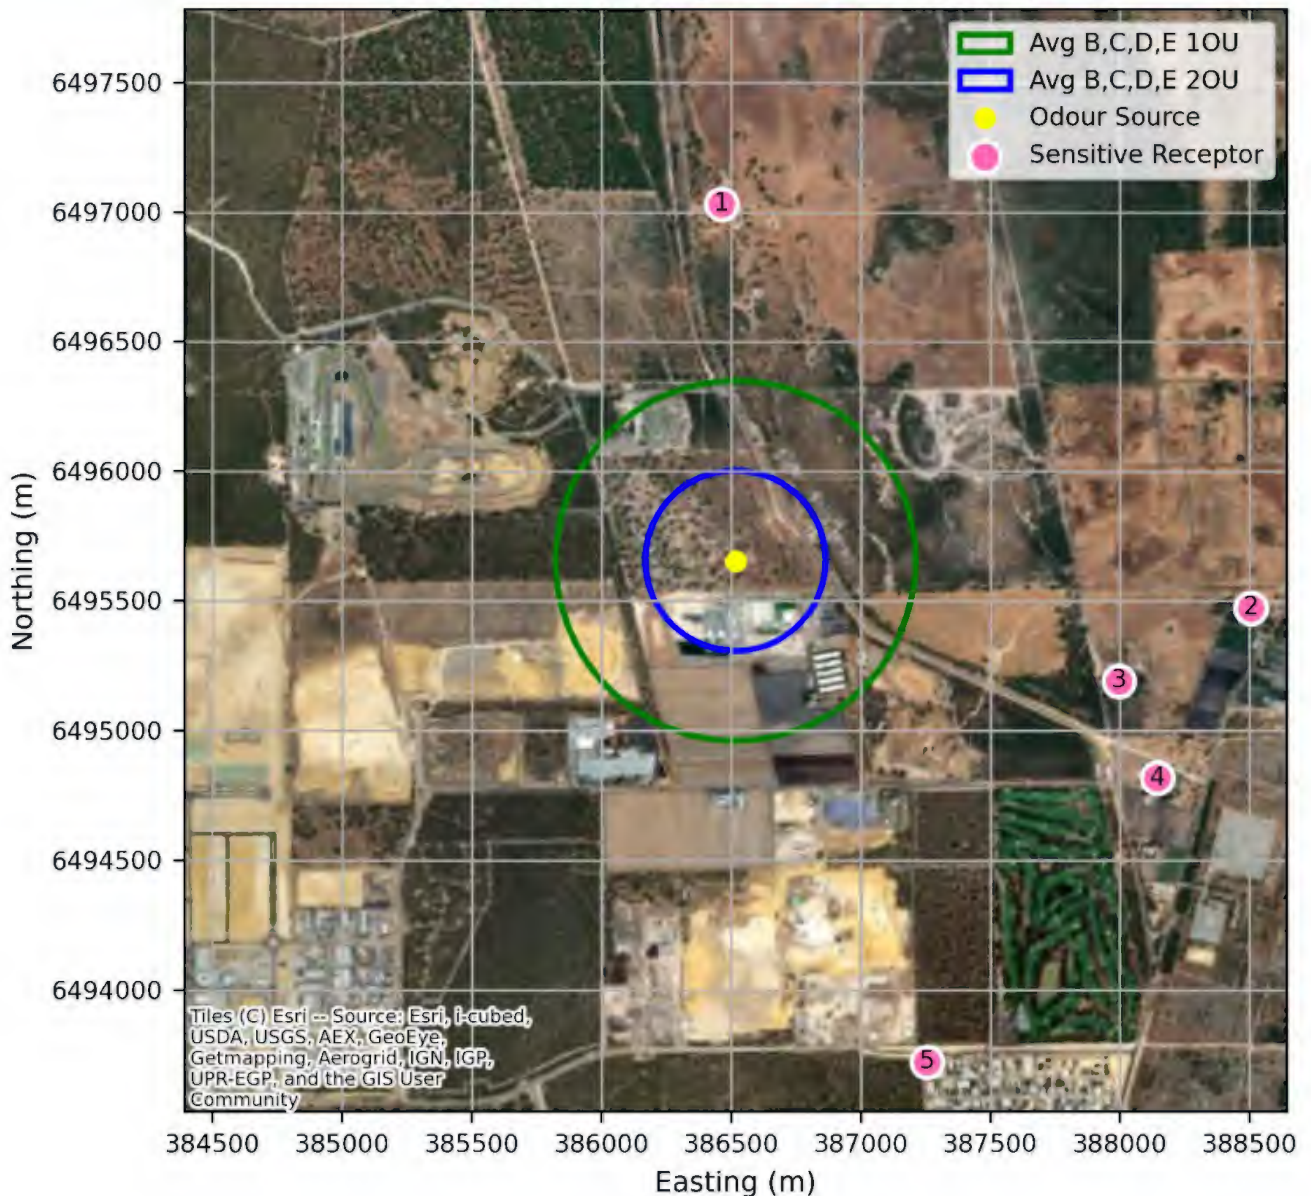 Avg B,C,D,E 1OU
Avg B,C,D,E 2OU
Odour Source
Sensitive Receptor
6497500
6497000
6496500
6496000
6495500
6495000
6494500
6494000
Northing (m)
1
2
3
4
5
Tiles (C) Esri -- Source: Esri, i-cubed,
USDA, USGS, AEX, GeoEye,
Getmapping, Aerogrid, IGN, IGP,
UPR-EGP, and the GIS User
Community
384500 385000 385500 386000 386500 387000 387500 388000 388500
Easting (m)